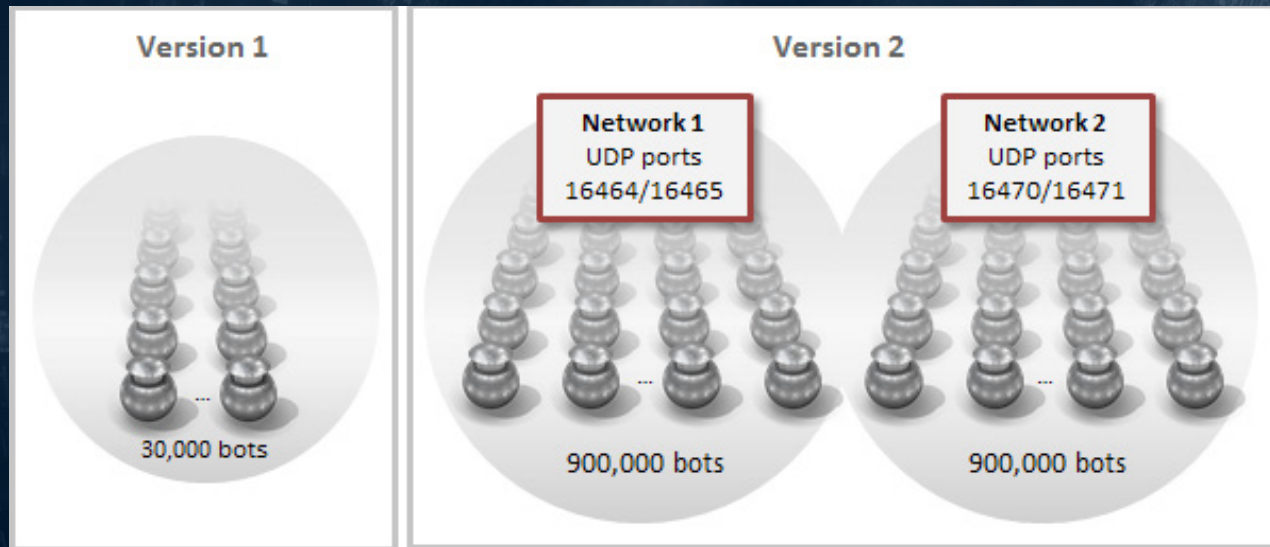 Version 1
...
30,000 bots
Version 2
Network 1
UDP ports
16464/16465
...
900,000 bots
Network 2
UDP ports
16470/16471
...
900,000 bots